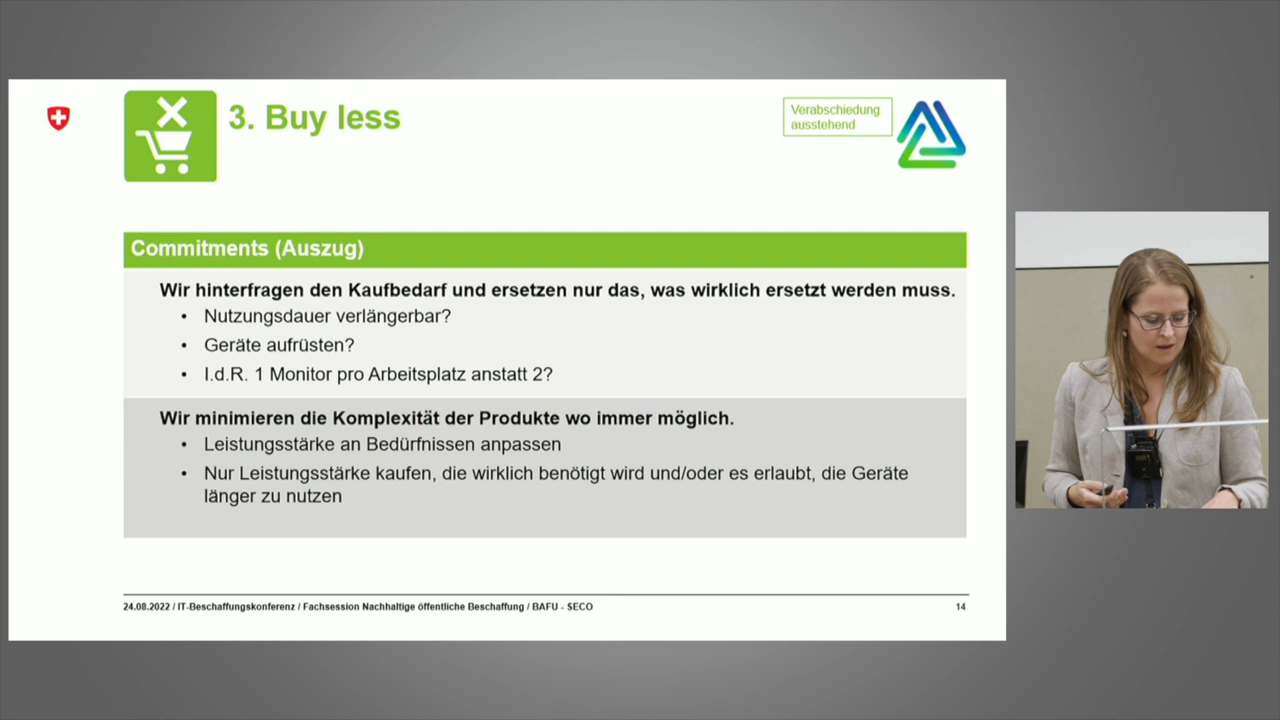 3. Buy less
Verabschiedung
ausstehend
Commitments (Auszug)
Wir hinterfragen den Kaufbedarf und ersetzen nur das, was wirklich ersetzt werden muss.
• Nutzungsdauer verlängerbar?
• Geräte aufrüsten?
• I.d.R. 1 Monitor pro Arbeitsplatz anstatt 2?
Wir minimieren die Komplexität der Produkte wo immer möglich.
• Leistungsstärke an Bedürfnissen anpassen
• Nur Leistungsstärke kaufen, die wirklich benötigt wird und/oder es erlaubt, die Geräte
länger zu nutzen
24.08.2022 / IT-Beschaffungskonferenz / Fachsession Nachhaltige öffentliche Beschaffung / BAFU - SECO
14